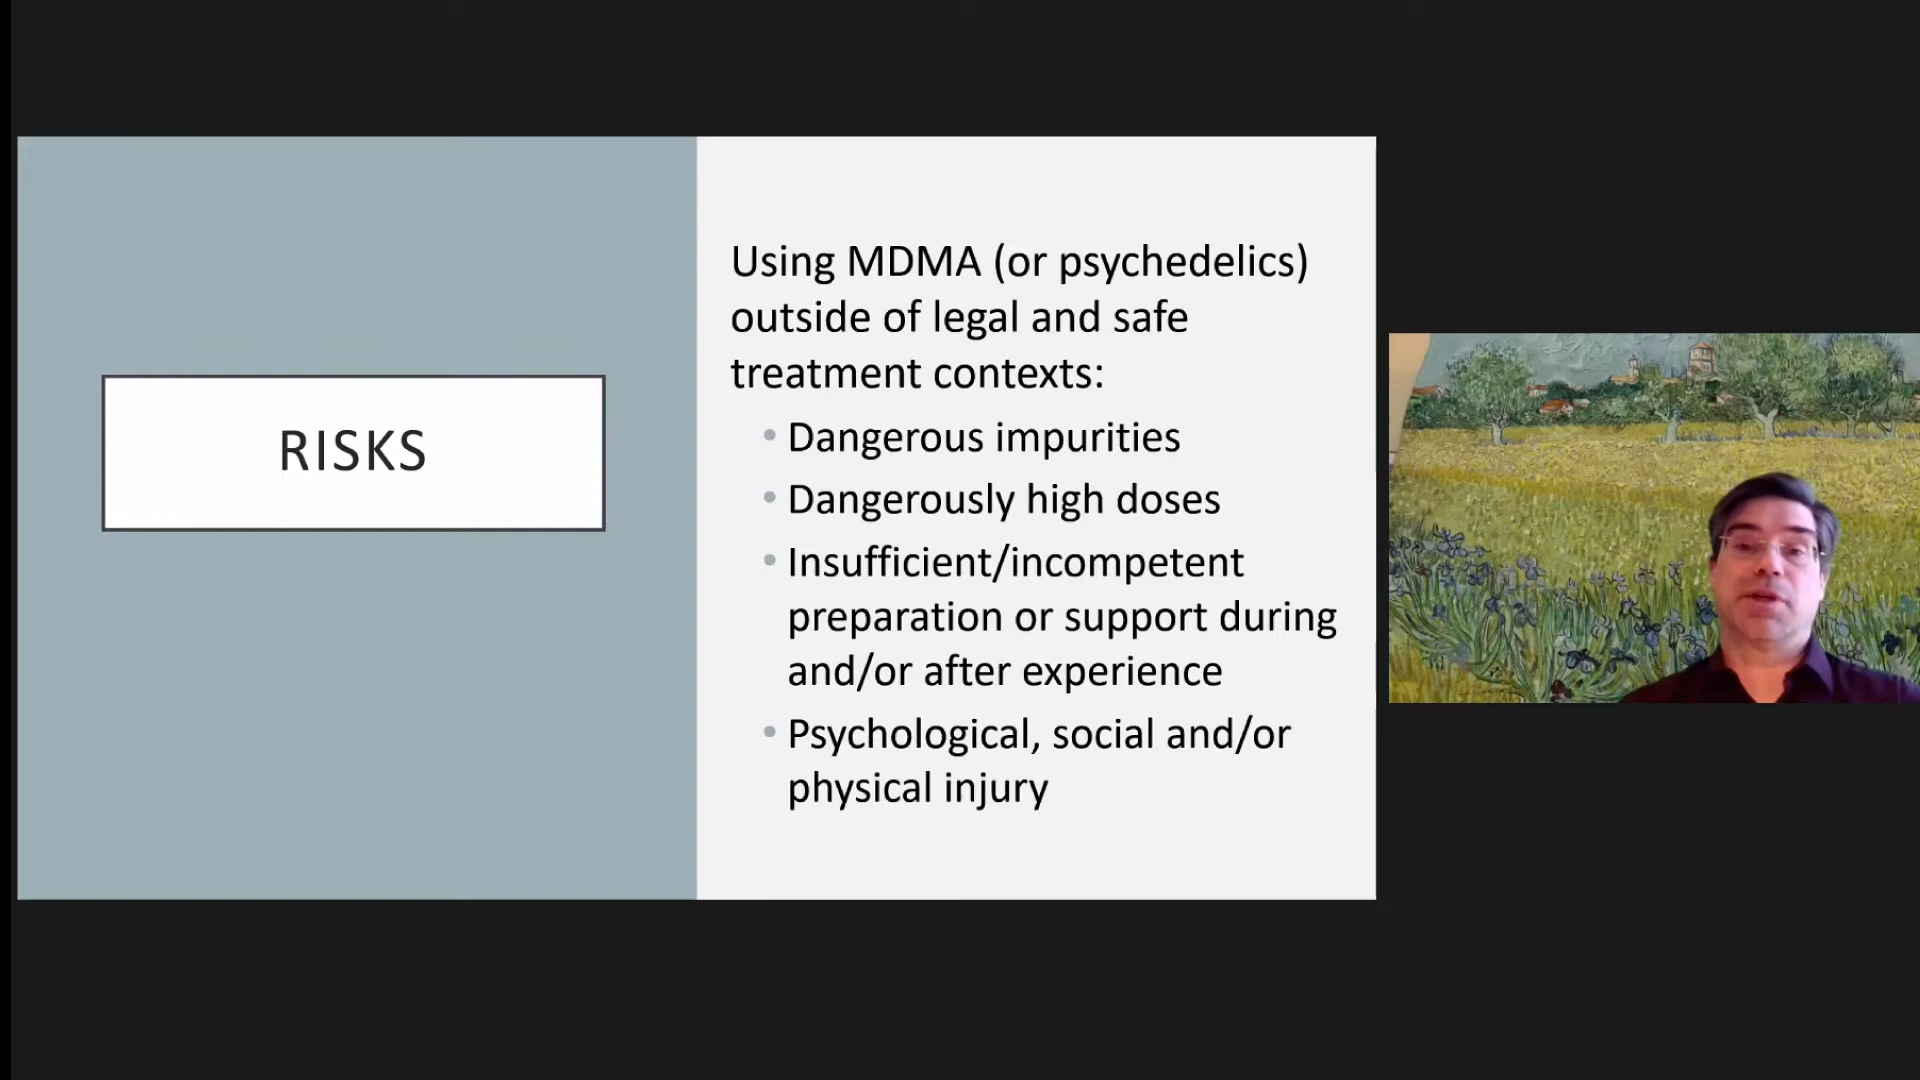 RISKS
Using MDMA (or psychedelics)
outside of legal and safe
treatment contexts:
• Dangerous impurities
• Dangerously high doses
• Insufficient/incompetent
preparation or support during
and/or after experience
• Psychological, social and/or
physical injury